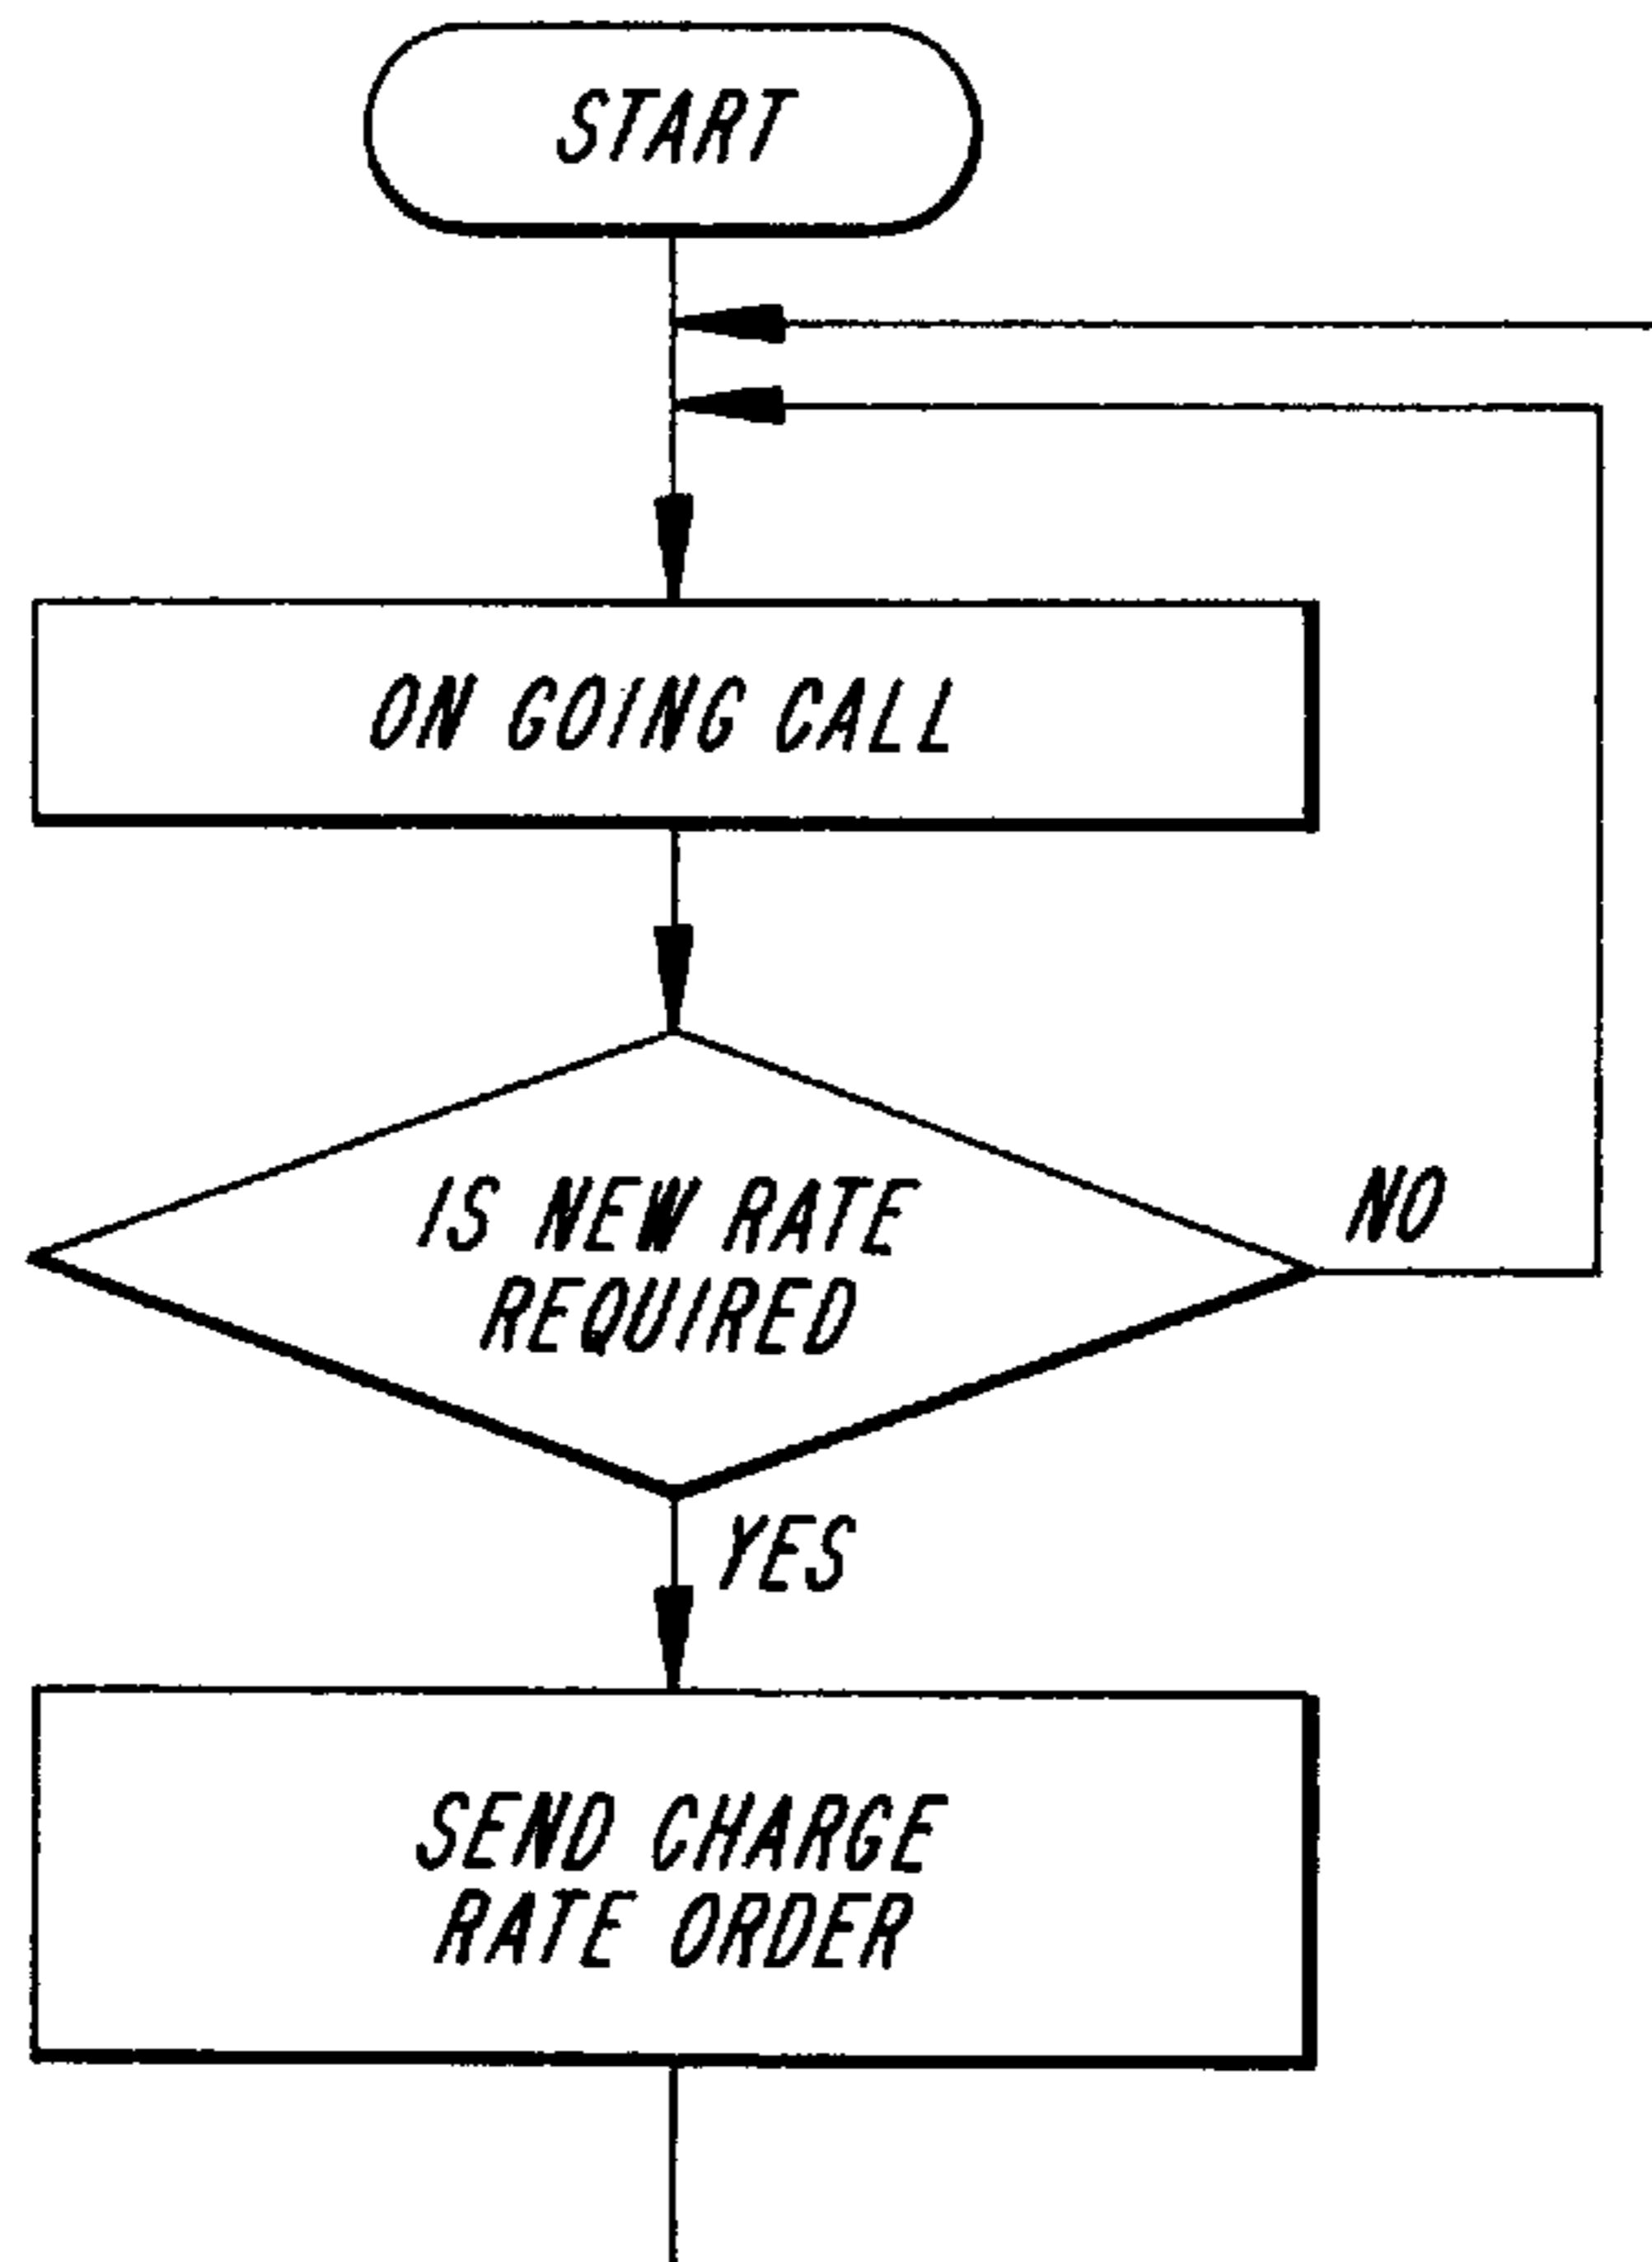 START
ON GOING CALL
IS NEW RATE
REQUIRED
NO
YES
SEND CHARGE
RATE ORDER